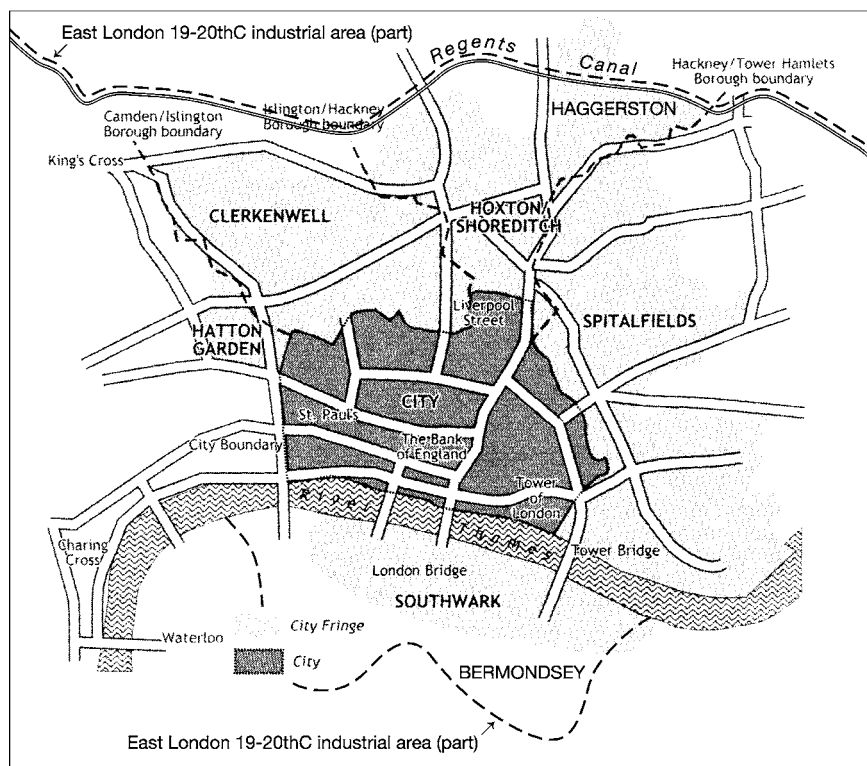 East London 19-20thC industrial area (part)
Regents Canal
Hackney/Tower Hamlets
Borough boundary
Islington/Hackney
Borough boundary
Camden/Islington
Borough boundary
HAGGERSTON
King's Cross
CLERKENWELL
HOXTON/
SHOREDITCH
Liverpool
Street
SPITALFIELDS
HATTON
GARDEN
CITY
St. Paul's
The Bank
of England
City Boundary
Tower
of
London
River Thames
Charing
Cross
Tower Bridge
London Bridge
SOUTHWARK
City Fringe
Waterloo
City
BERMONDSEY
East London 19-20thC industrial area (part)